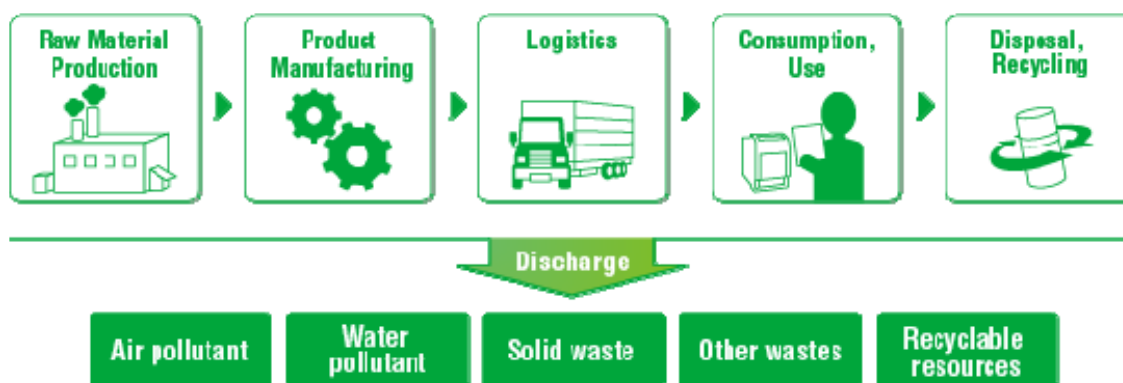 Raw Material
Production
Product
Manufacturing
Logistics
Consumption,
Use
Disposal,
Recycling
Discharge
Air pollutant
Water
pollutant
Solid waste
Other wastes
Recyclable
resources